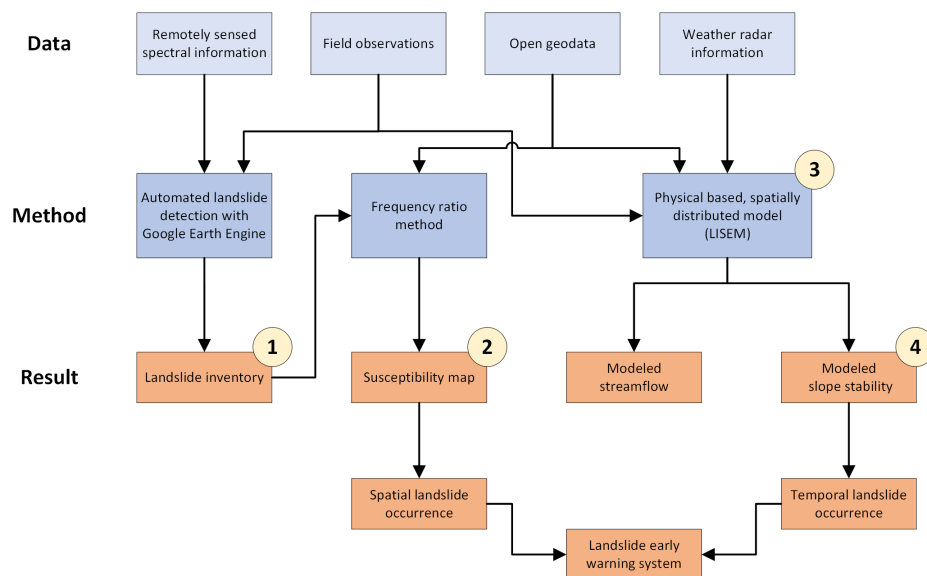 Data
Remotely sensed
spectral information
Field observations
Open geodata
Weather radar
information
Method
Automated landslide
detection with
Google Earth Engine
Frequency ratio
method
Physical based, spatially
distributed model
(LISEM)
3
Result
Landslide inventory
1
Susceptibility map
2
Modeled
streamflow
Modeled
slope stability
4
Spatial landslide
occurrence
Temporal landslide
occurrence
Landslide early
warning system